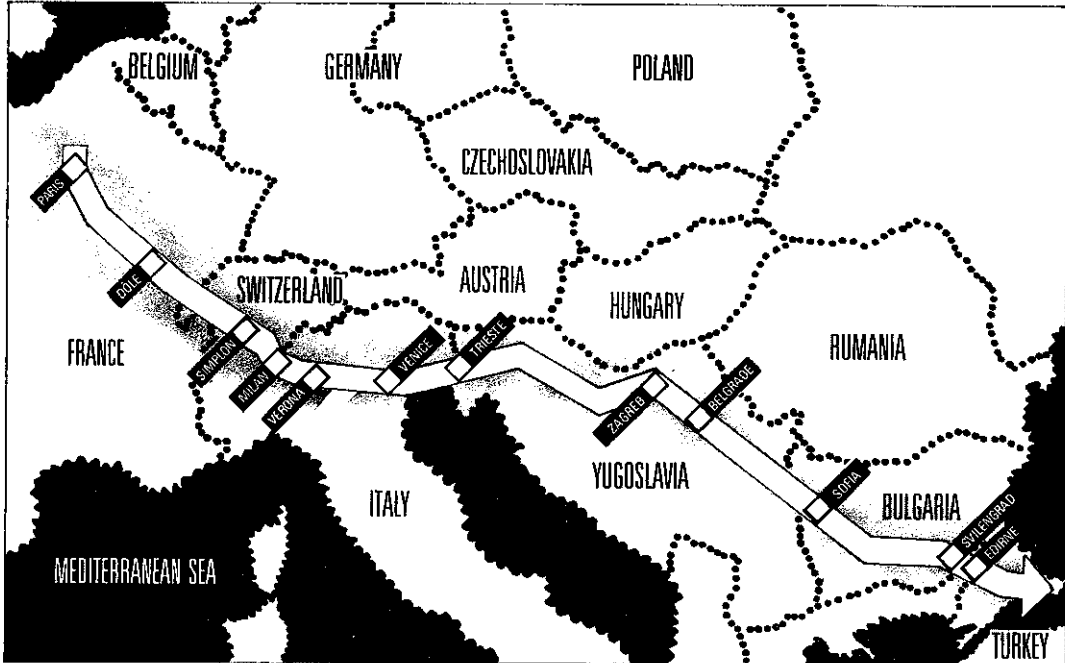 BELGIUM
GERMANY
POLAND
CZECHOSLOVAKIA
PARIS
DOLE
SWITZERLAND
AUSTRIA
HUNGARY
RUMANIA
FRANCE
SIMPLON
MILAN
VERONA
VENICE
TRIESTE
ZAGREB
BELGRADE
YUGOSLAVIA
ITALY
SOFIA
BULGARIA
SVILENGRAD
EDIRNE
MEDITERRANEAN SEA
TURKEY